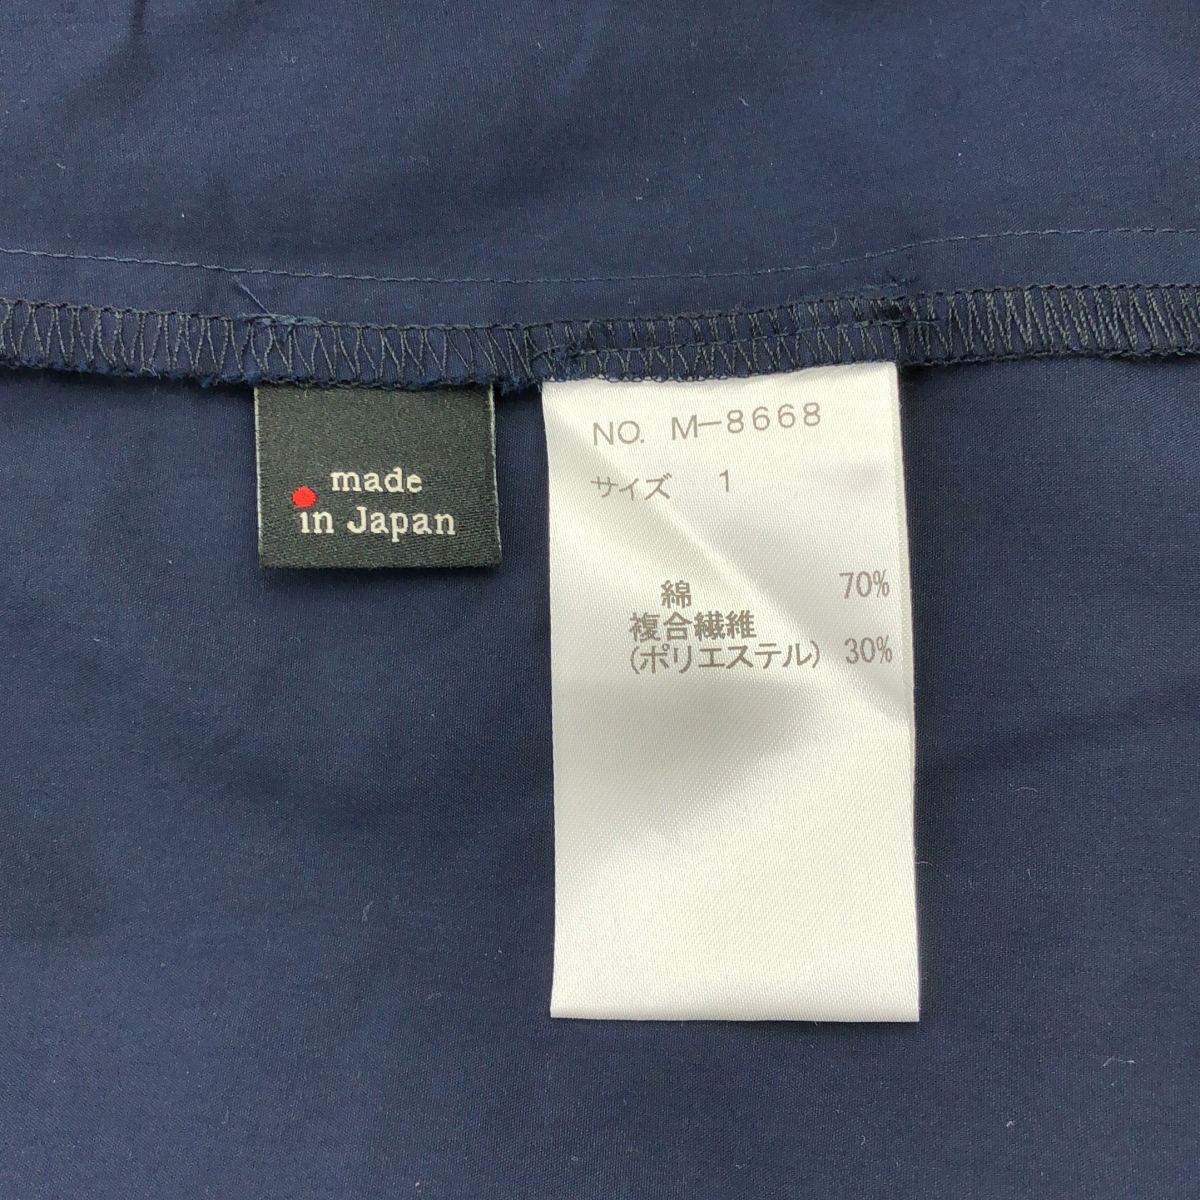 made
in Japan
NO. M-8668
サイズ 1
綿 70%
複合繊維
(ポリエステル) 30%